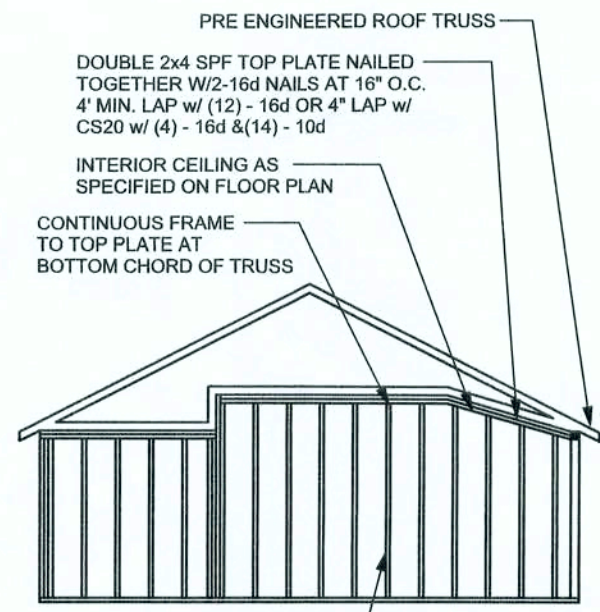 PRE ENGINEERED ROOF TRUSS
DOUBLE 2x4 SPF TOP PLATE NAILED
TOGETHER W/2-16d NAILS AT 16" O.C.
4' MIN. LAP w/ (12) - 16d OR 4" LAP w/
CS20 w/ (4) - 16d &(14) - 10d
INTERIOR CEILING AS
SPECIFIED ON FLOOR PLAN
CONTINUOUS FRAME
TO TOP PLATE AT
BOTTOM CHORD OF TRUSS